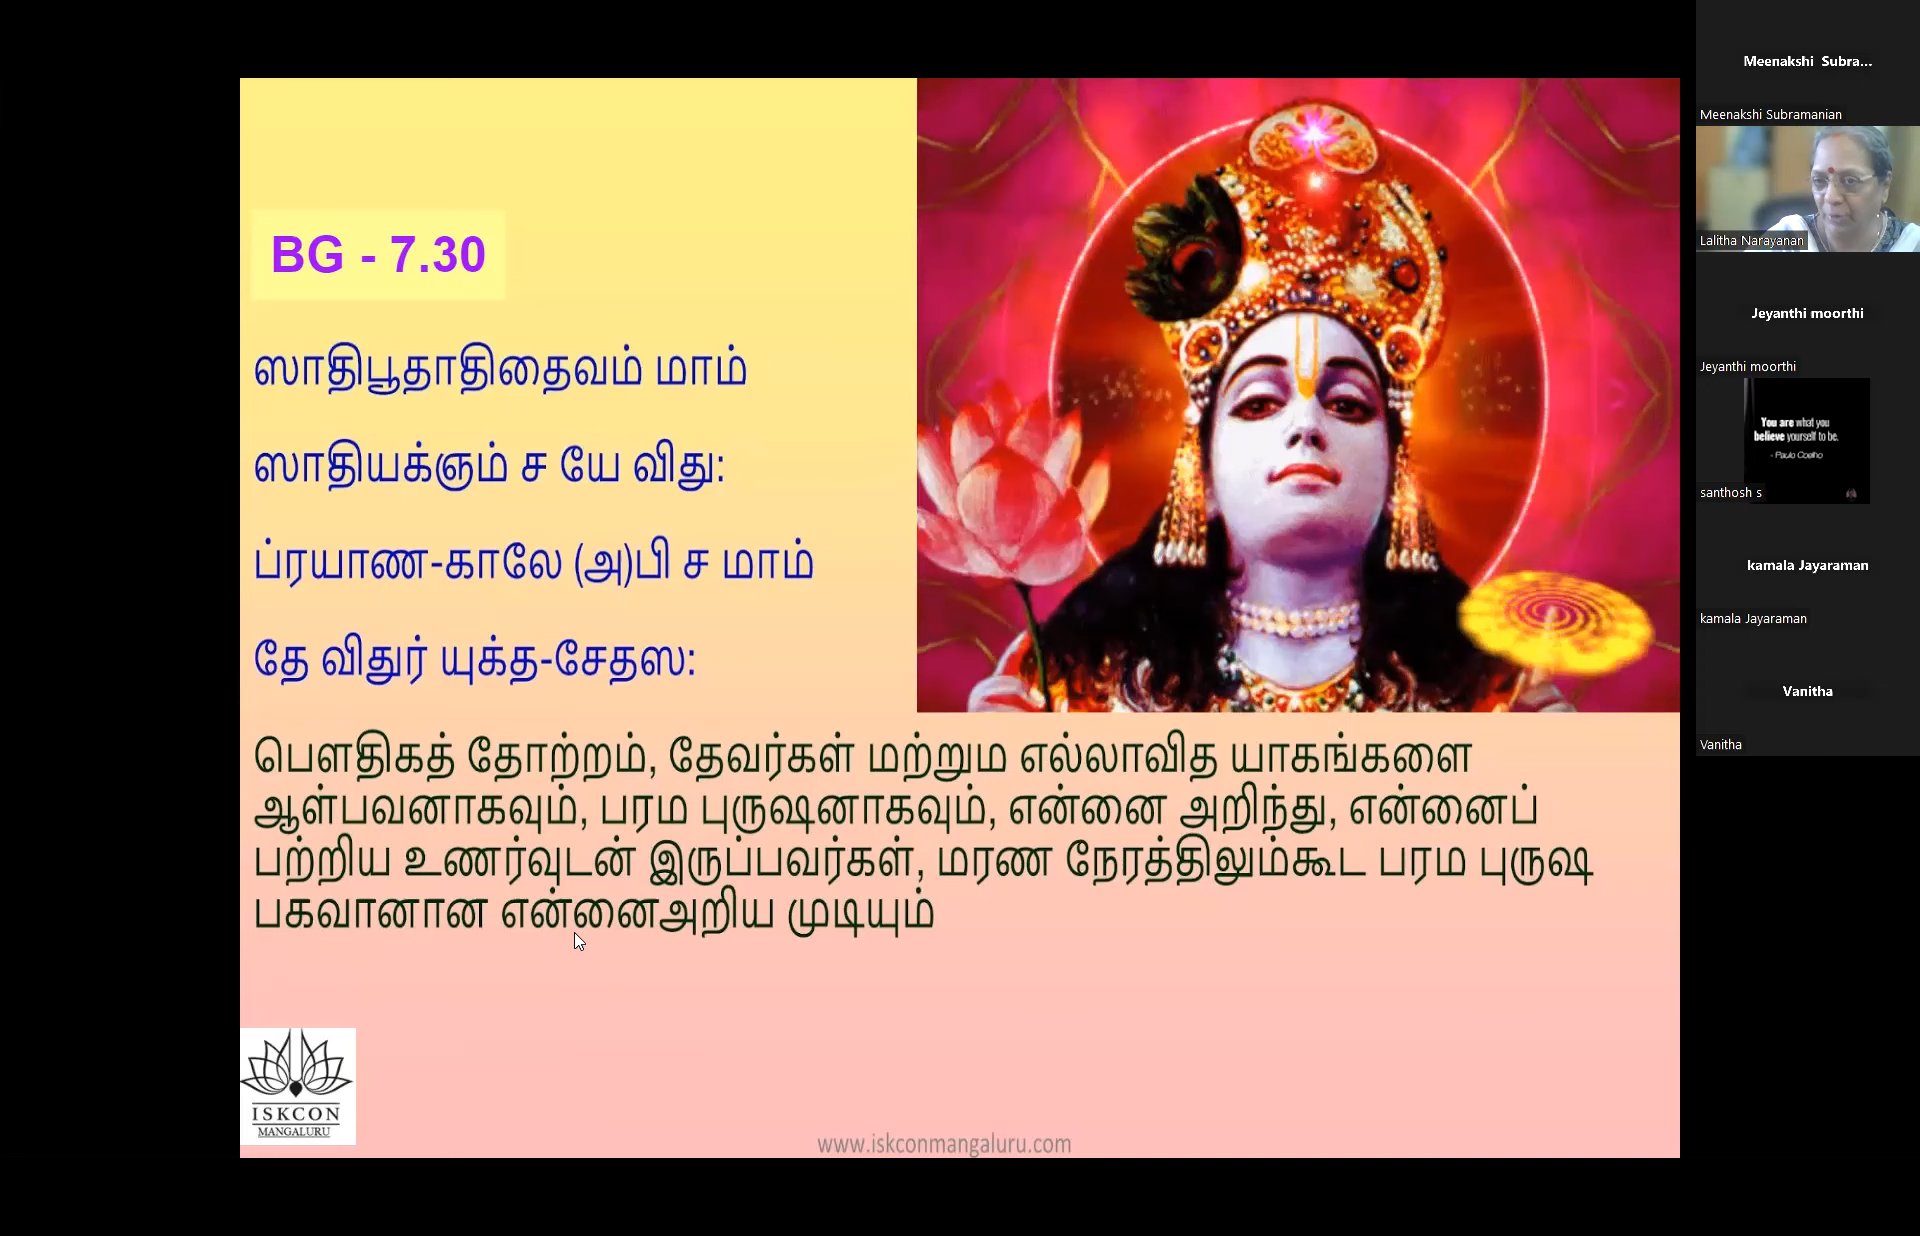 BG - 7.30
ஸாதிபூதாதிதைவம் மாம்
ஸாதியக்ஞம் ச யே விது:
ப்ரயாண-காலே (அ)பி ச மாம்
தே விதுர் யுக்த-சேதஸ:
பௌதிகத் தோற்றம், தேவர்கள் மற்றும எல்லாவித யாகங்களை
ஆள்பவனாகவும், பரம புருஷனாகவும், என்னை அறிந்து, என்னைப்
பற்றிய உணர்வுடன் இருப்பவர்கள், மரண நேரத்திலும்கூட பரம புருஷ
பகவானான என்னைஅறிய முடியும்
ISKCON
MANGALURU
www.iskconmangaluru.com
Meenakshi Subra...
Meenakshi Subramanian
Lalitha Narayanan
Jeyanthi moorthi
Jeyanthi moorthi
You are what you
believe yourself to be.
- Paulo Coelho
santhosh s
kamala Jayaraman
kamala Jayaraman
Vanitha
Vanitha